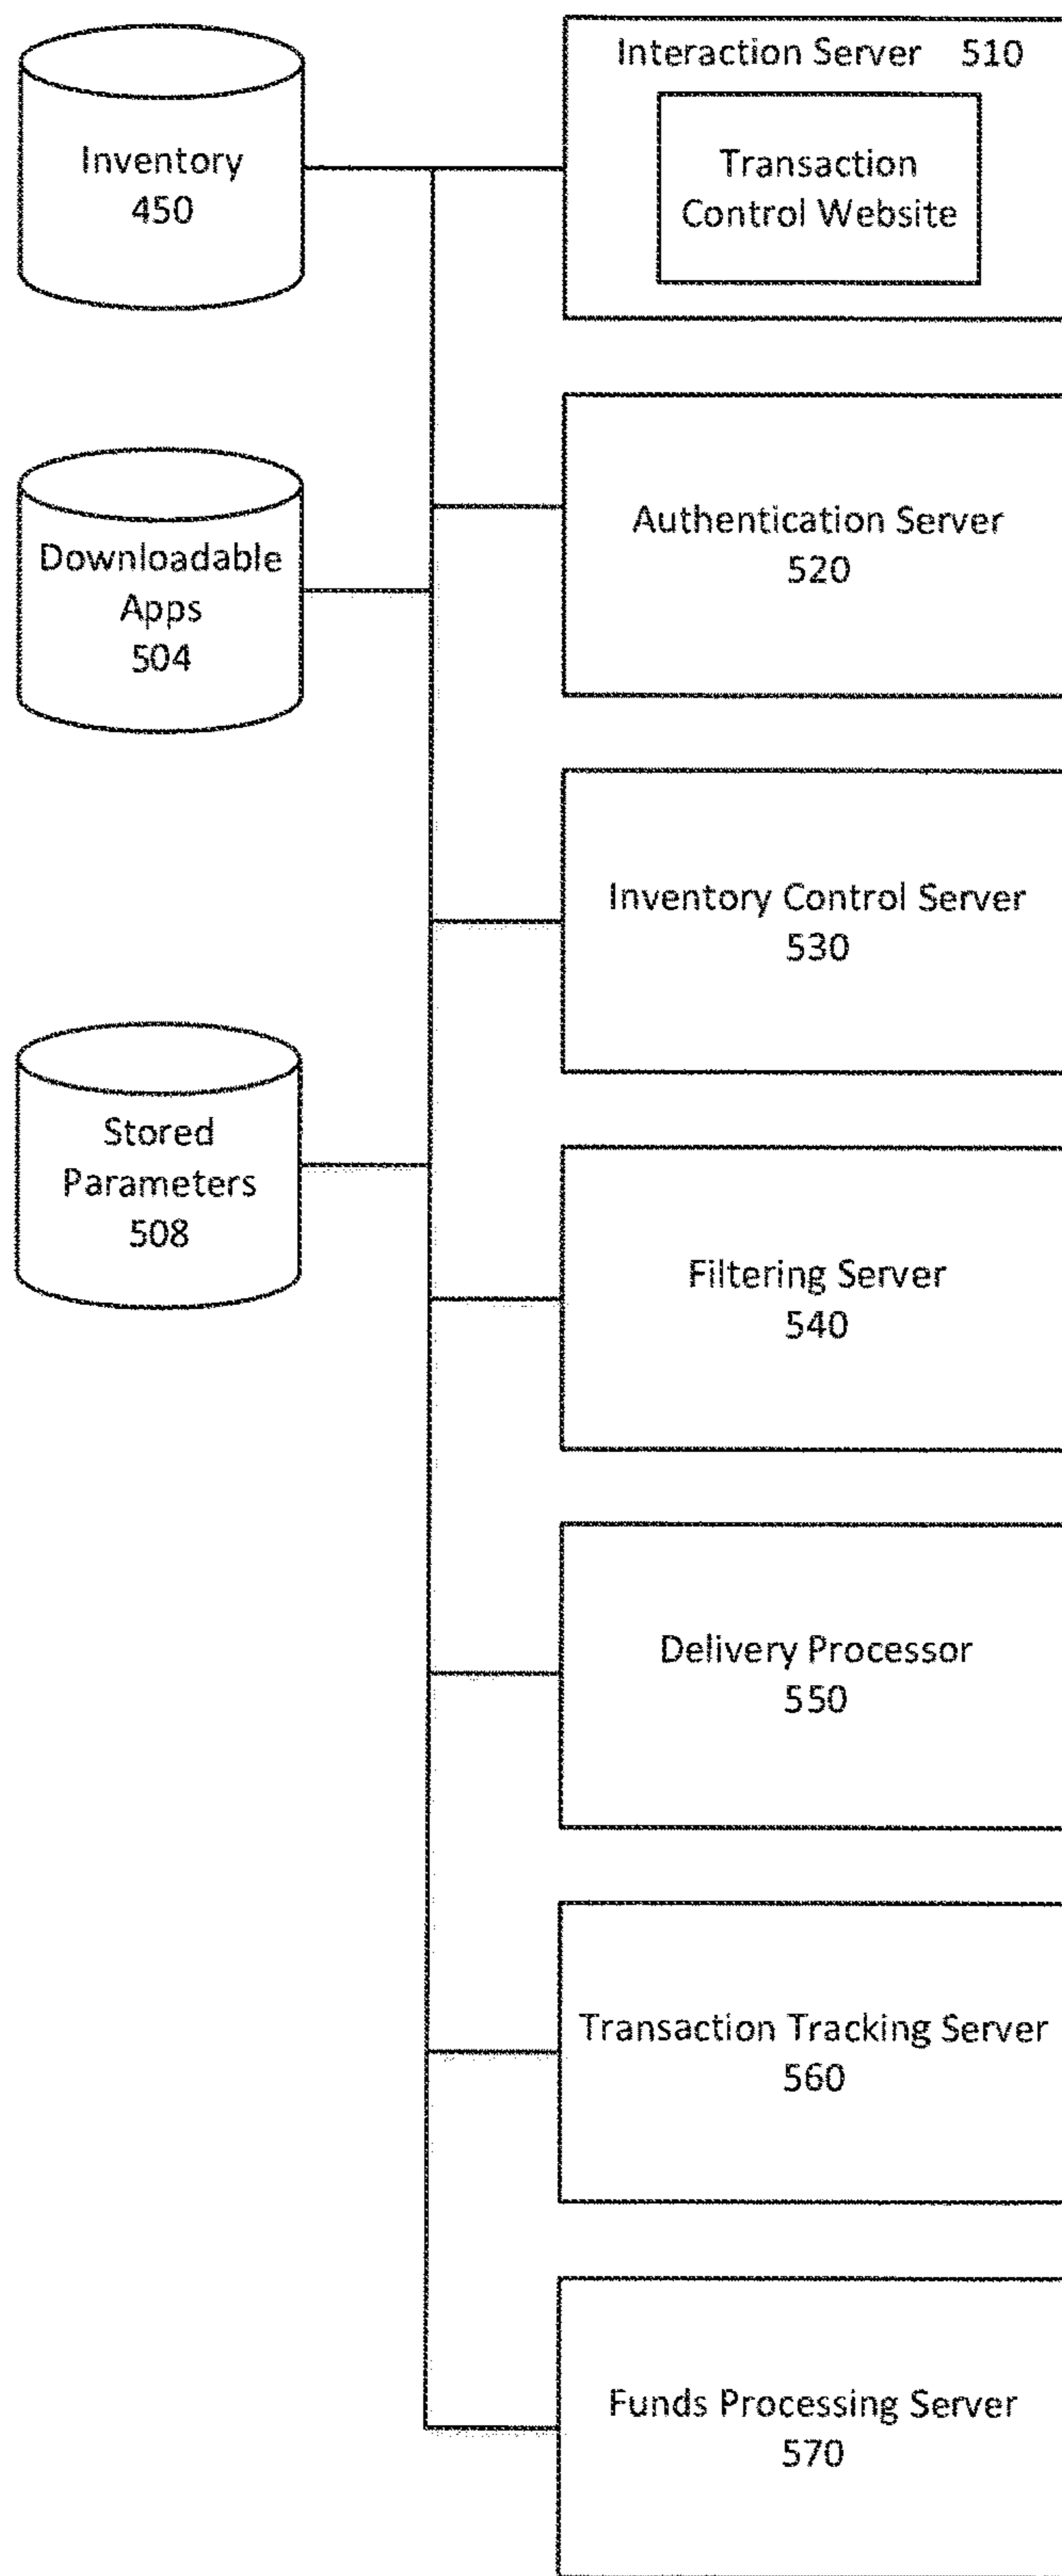 Inventory
450
Interaction Server 510
Transaction
Control Website
Downloadable
Apps
504
Authentication Server
520
Inventory Control Server
530
Stored
Parameters
508
Filtering Server
540
Delivery Processor
550
Transaction Tracking Server
560
Funds Processing Server
570